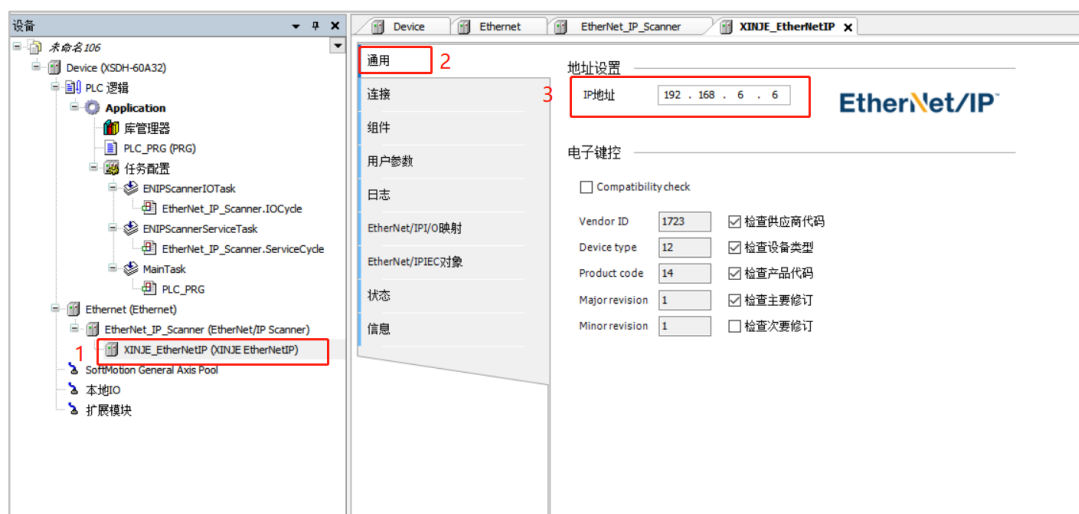 设备
未命名106
Device (XSDH-60A32)
PLC 逻辑
Application
库管理器
PLC_PRG (PRG)
任务配置
ENIPScannerIOTask
EtherNet_IP_Scanner.IOCycle
ENIPScannerServiceTask
EtherNet_IP_Scanner.ServiceCycle
MainTask
PLC_PRG
Ethernet (Ethernet)
EtherNet_IP_Scanner (EtherNet/IP Scanner)
1
XINJE_EtherNetIP (XINJE EtherNetIP)
SoftMotion General Axis Pool
本地IO
扩展模块
Device
Ethernet
EtherNet_IP_Scanner
XINJE_EtherNetIP
通用
2
连接
组件
用户参数
日志
EtherNet/IPI/O映射
EtherNet/IPIEC对象
状态
信息
地址设置
3
IP地址
192 . 168 . 6 . 6
EtherNet/IP™
电子键控
Compatibility check
Vendor ID 1723 检查供应商代码
Device type 12 检查设备类型
Product code 14 检查产品代码
Major revision 1 检查主要修订
Minor revision 1 检查次要修订